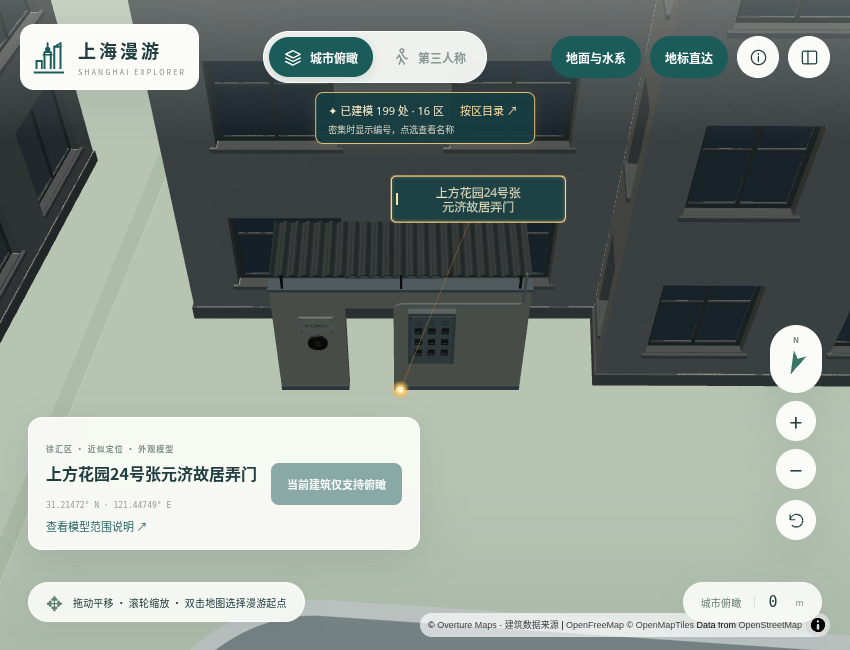 上海漫游
SHANGHAI EXPLORER
城市俯瞰
第三人称
地面与水系
地标直达
✦ 已建模 199 处 · 16 区
按区目录 ↗
密集时显示编号，点选查看名称
上方花园24号张
元济故居弄门
N
+
−
徐汇区 · 近似定位 · 外观模型
上方花园24号张元济故居弄门
当前建筑仅支持俯瞰
31.21472° N · 121.44749° E
查看模型范围说明 ↗
拖动平移 · 滚轮缩放 · 双击地图选择漫游起点
城市俯瞰
0
m
© Overture Maps · 建筑数据来源 | OpenFreeMap © OpenMapTiles Data from OpenStreetMap